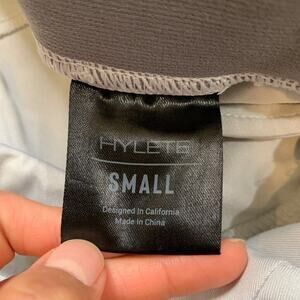 HYLETE
SMALL
Designed In California
Made In China